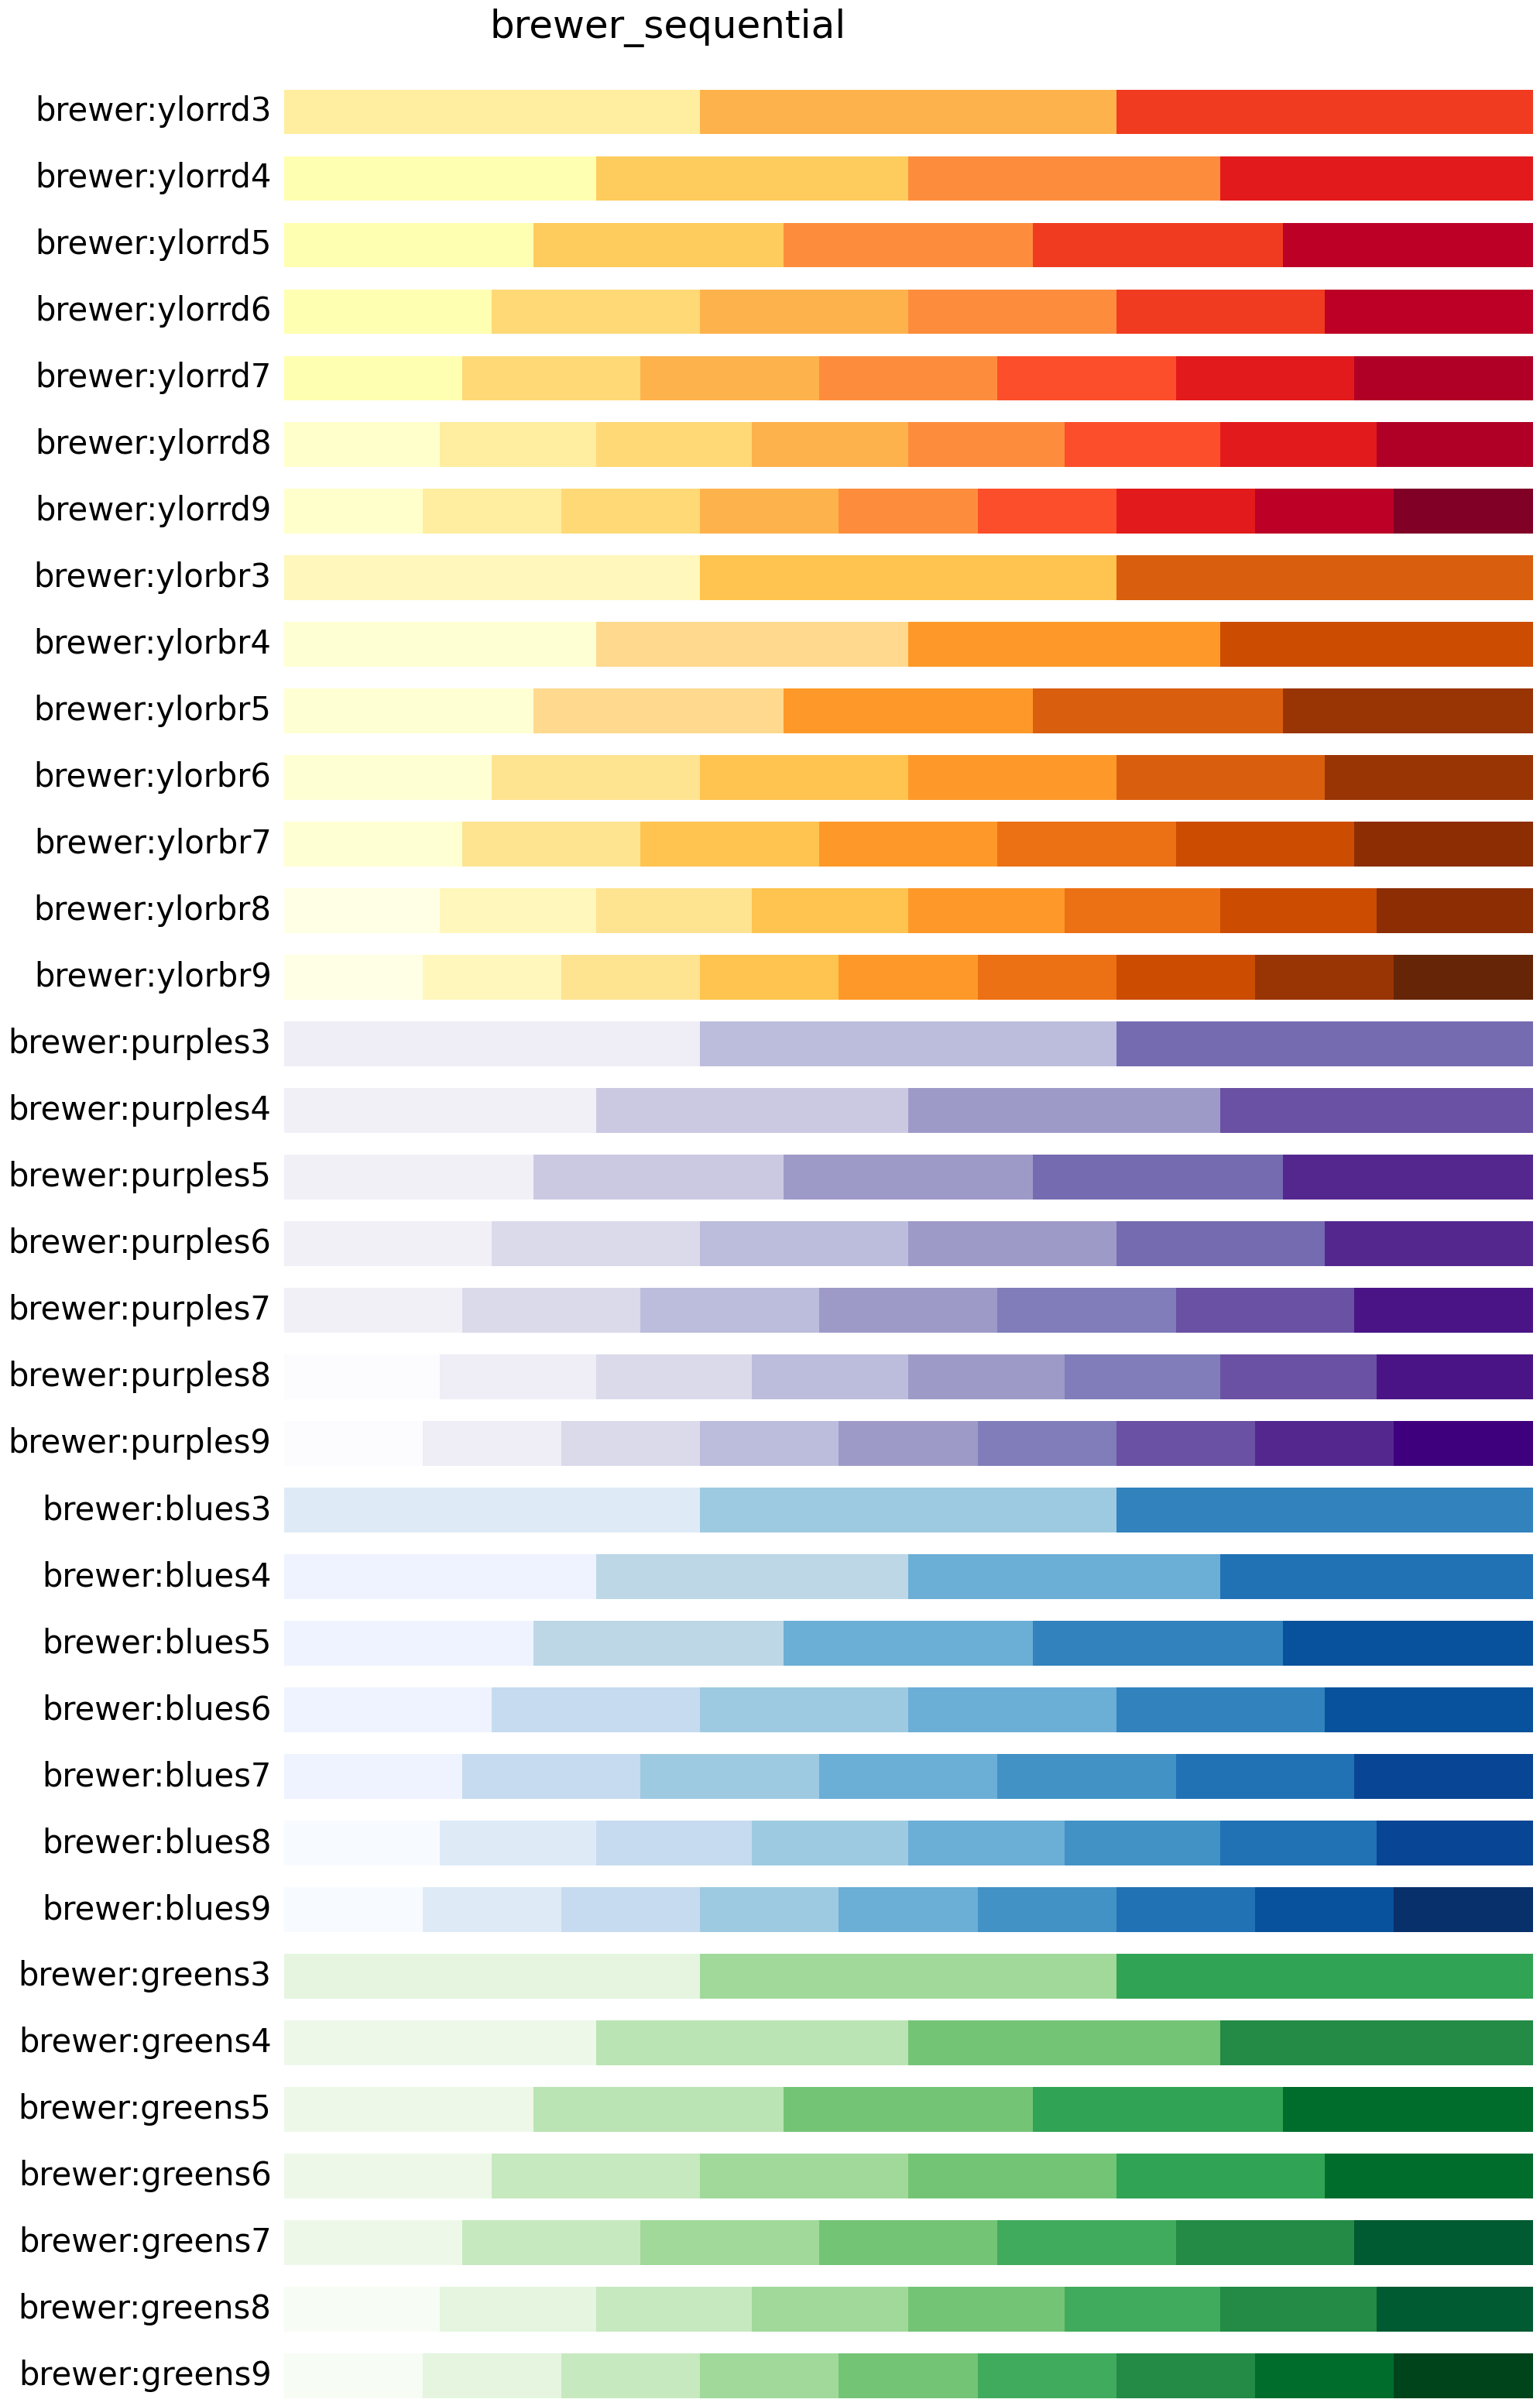 brewer_sequential
brewer:ylorrd3
brewer:ylorrd4
brewer:ylorrd5
brewer:ylorrd6
brewer:ylorrd7
brewer:ylorrd8
brewer:ylorrd9
brewer:ylorbr3
brewer:ylorbr4
brewer:ylorbr5
brewer:ylorbr6
brewer:ylorbr7
brewer:ylorbr8
brewer:ylorbr9
brewer:purples3
brewer:purples4
brewer:purples5
brewer:purples6
brewer:purples7
brewer:purples8
brewer:purples9
brewer:blues3
brewer:blues4
brewer:blues5
brewer:blues6
brewer:blues7
brewer:blues8
brewer:blues9
brewer:greens3
brewer:greens4
brewer:greens5
brewer:greens6
brewer:greens7
brewer:greens8
brewer:greens9